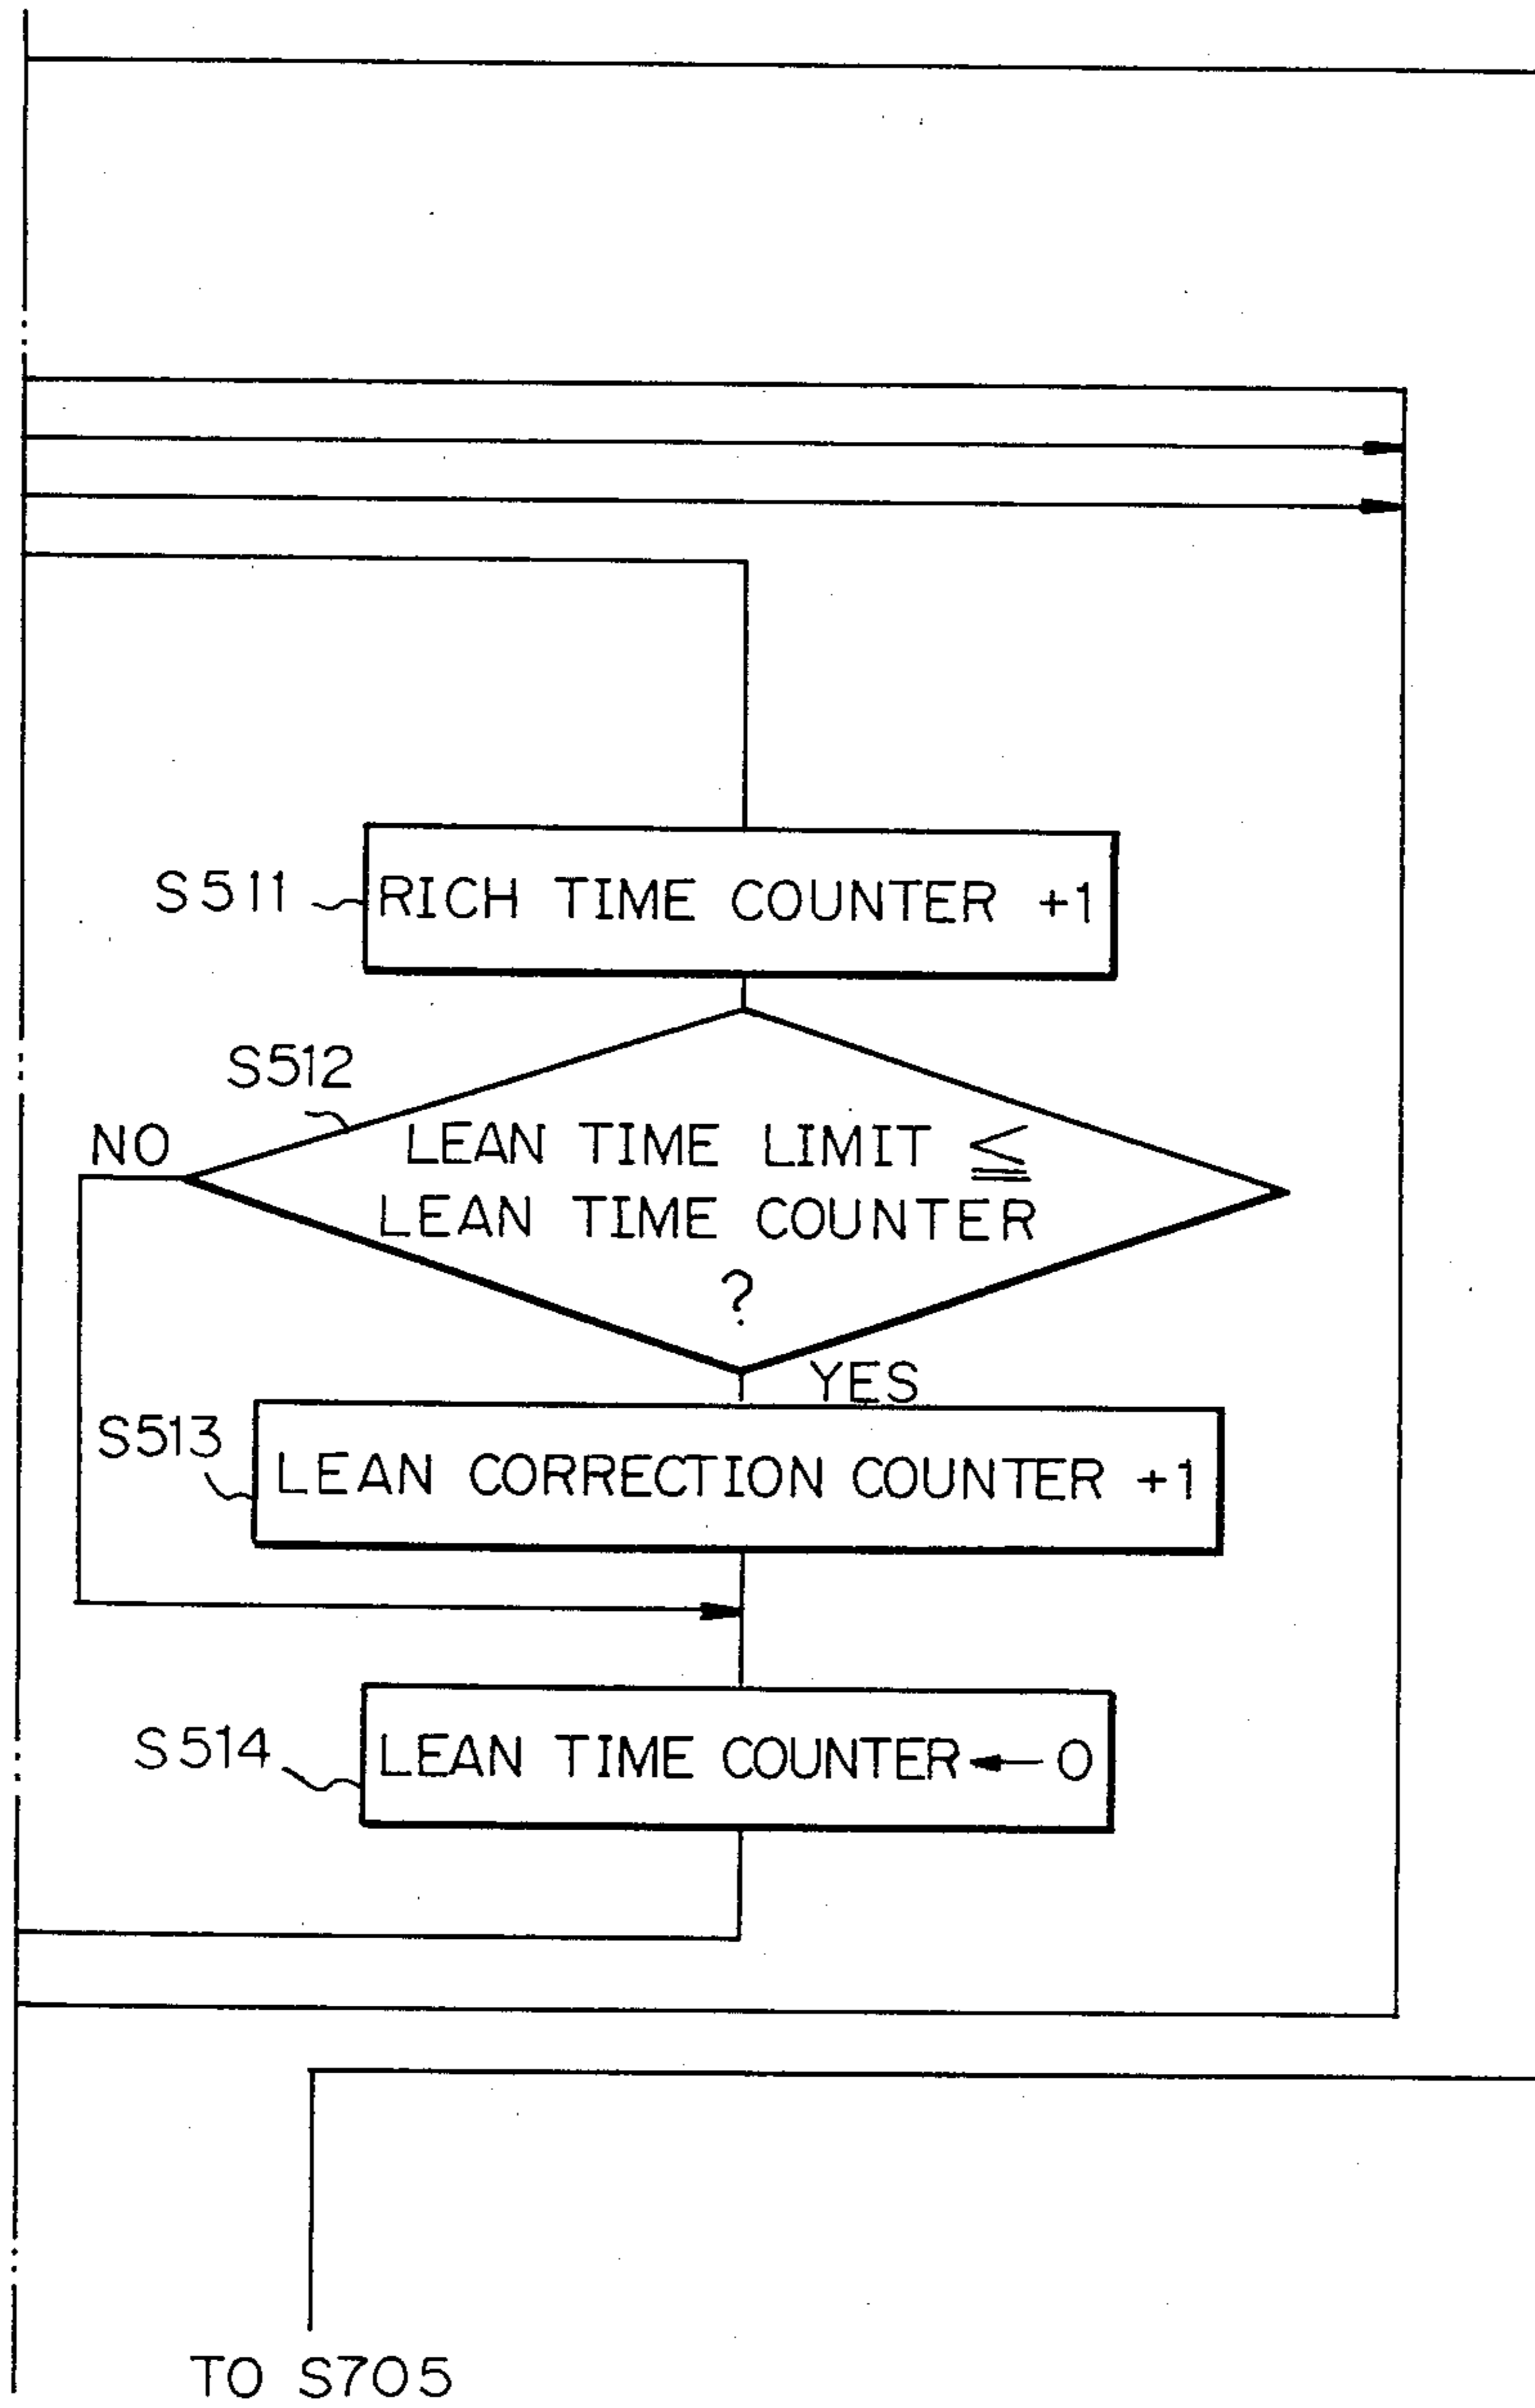 S511 RICH TIME COUNTER +1
S512
NO
LEAN TIME LIMIT ≦
LEAN TIME COUNTER
?
YES
S513 LEAN CORRECTION COUNTER +1
S514 LEAN TIME COUNTER ← 0
TO S705